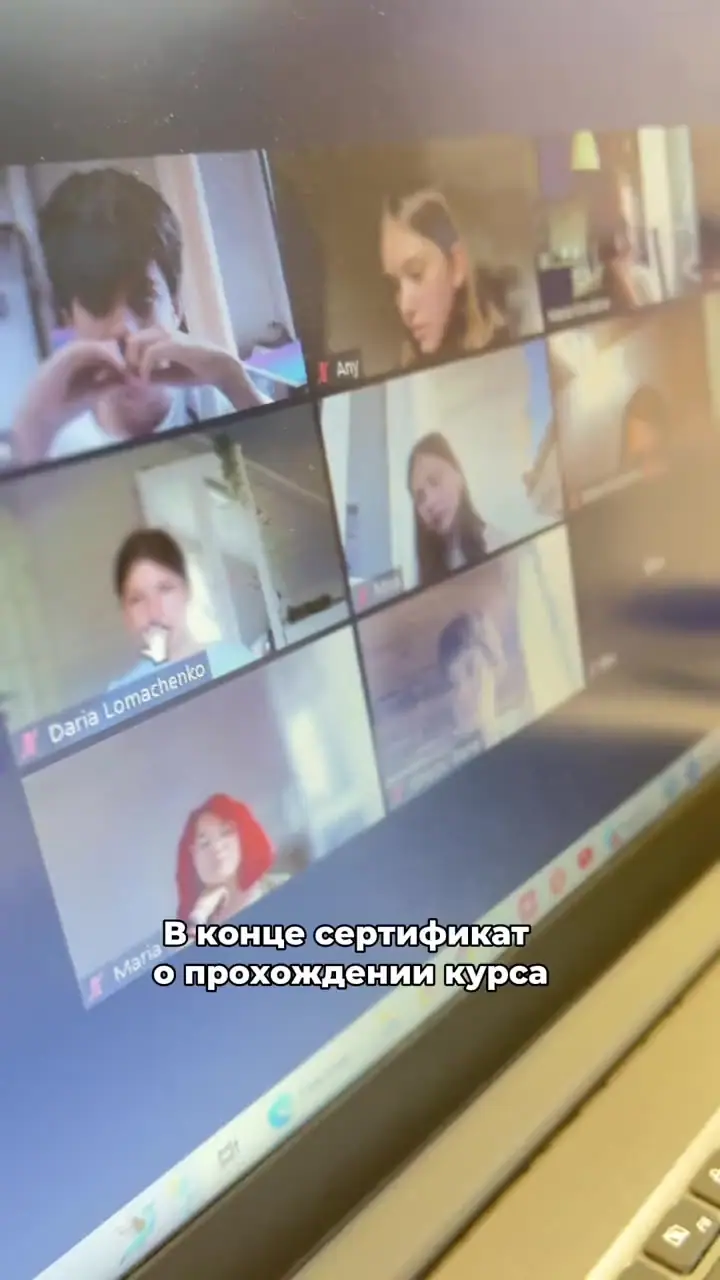 Any
Daria Lomachenko
Maria
В конце сертификат
о прохождении курса